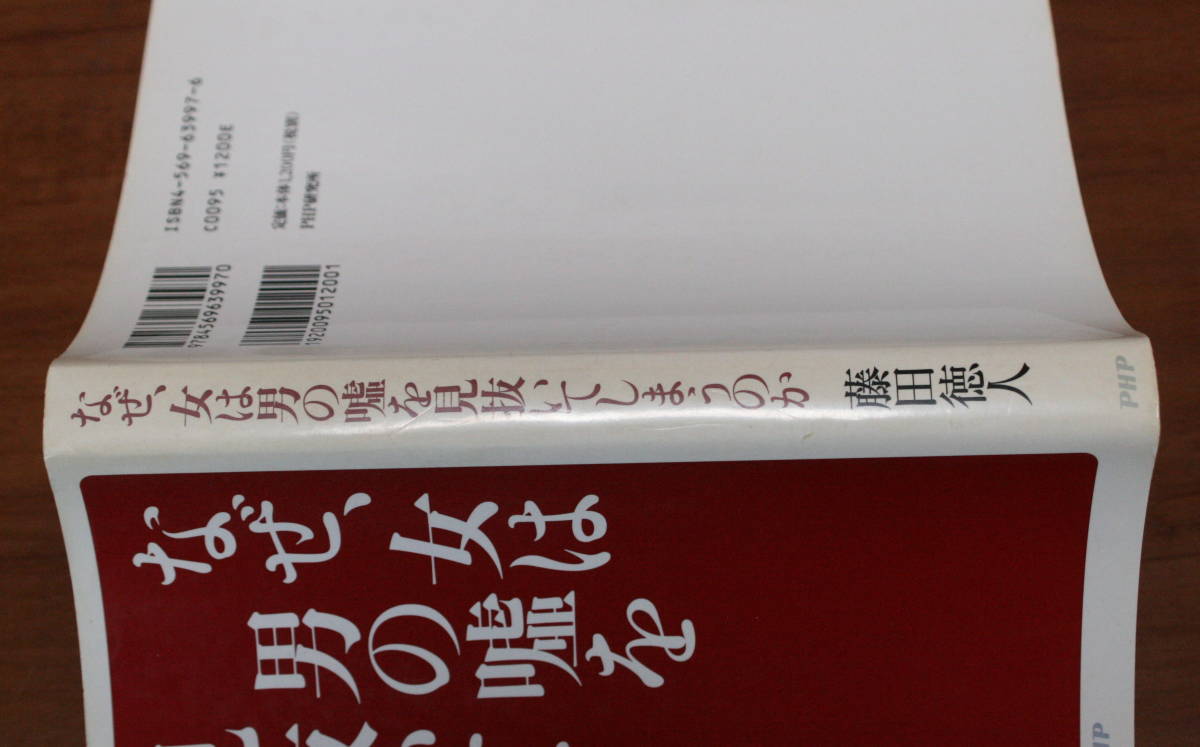 ISBN4-569-63997-6
C0095 ¥1200E
定価:本体1,200円(税別)
PHP研究所
9784569639970
1920095012001
なぜ、女は男の嘘を見抜いてしまうのか
藤田徳人
PHP
なぜ、女は
男の嘘を
PHP